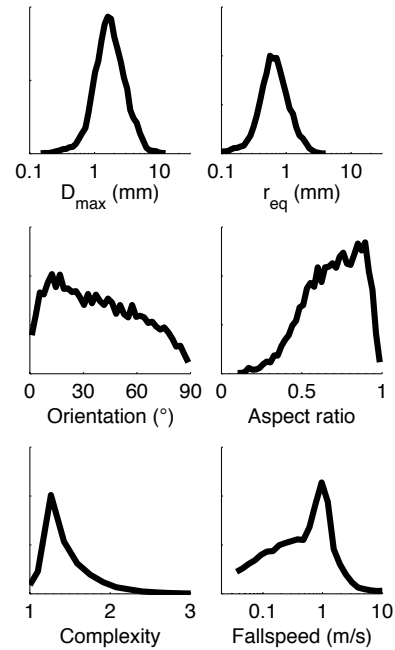 0.1 1 10 0.1 1 10
D_max (mm) r_eq (mm)
0 30 60 90 0 0.5 1
Orientation (°) Aspect ratio
1 2 3 0.1 1 10
Complexity Fallspeed (m/s)